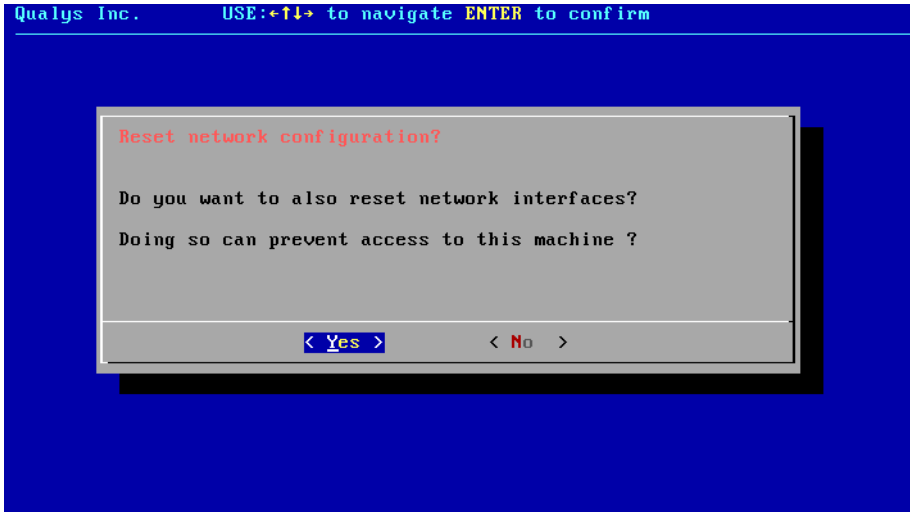 Qualys Inc. USE:←↑↓→ to navigate ENTER to confirm
Reset network configuration?
Do you want to also reset network interfaces?
Doing so can prevent access to this machine ?
< Yes > < No >